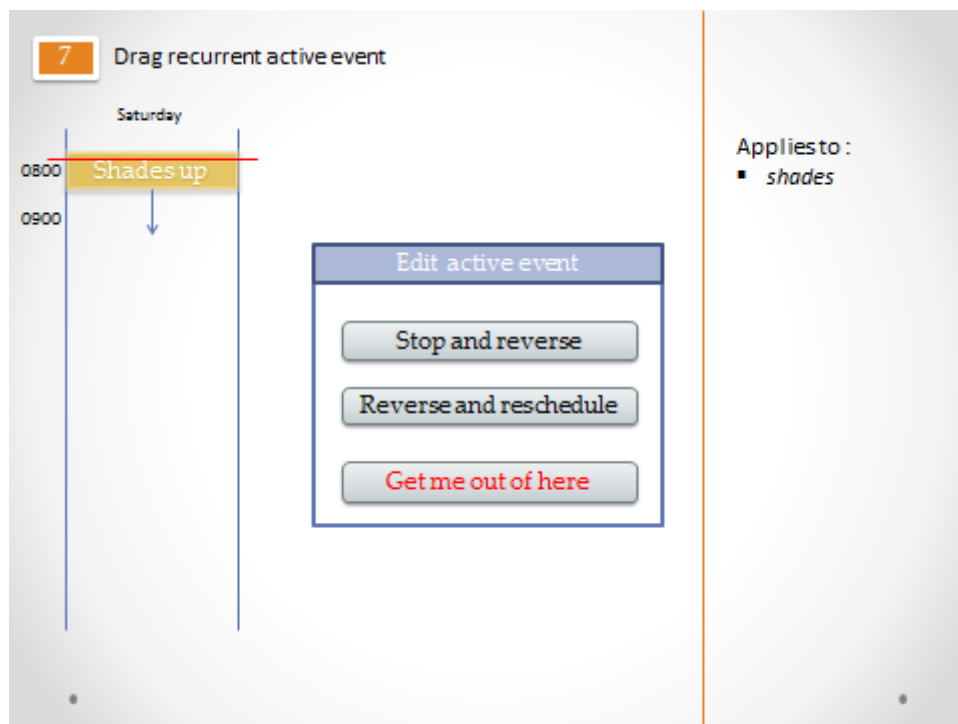 7
Drag recurrent active event
Saturday
0800
Shades up
0900
Edit active event
Stop and reverse
Reverse and reschedule
Get me out of here
Applies to :
▪ shades